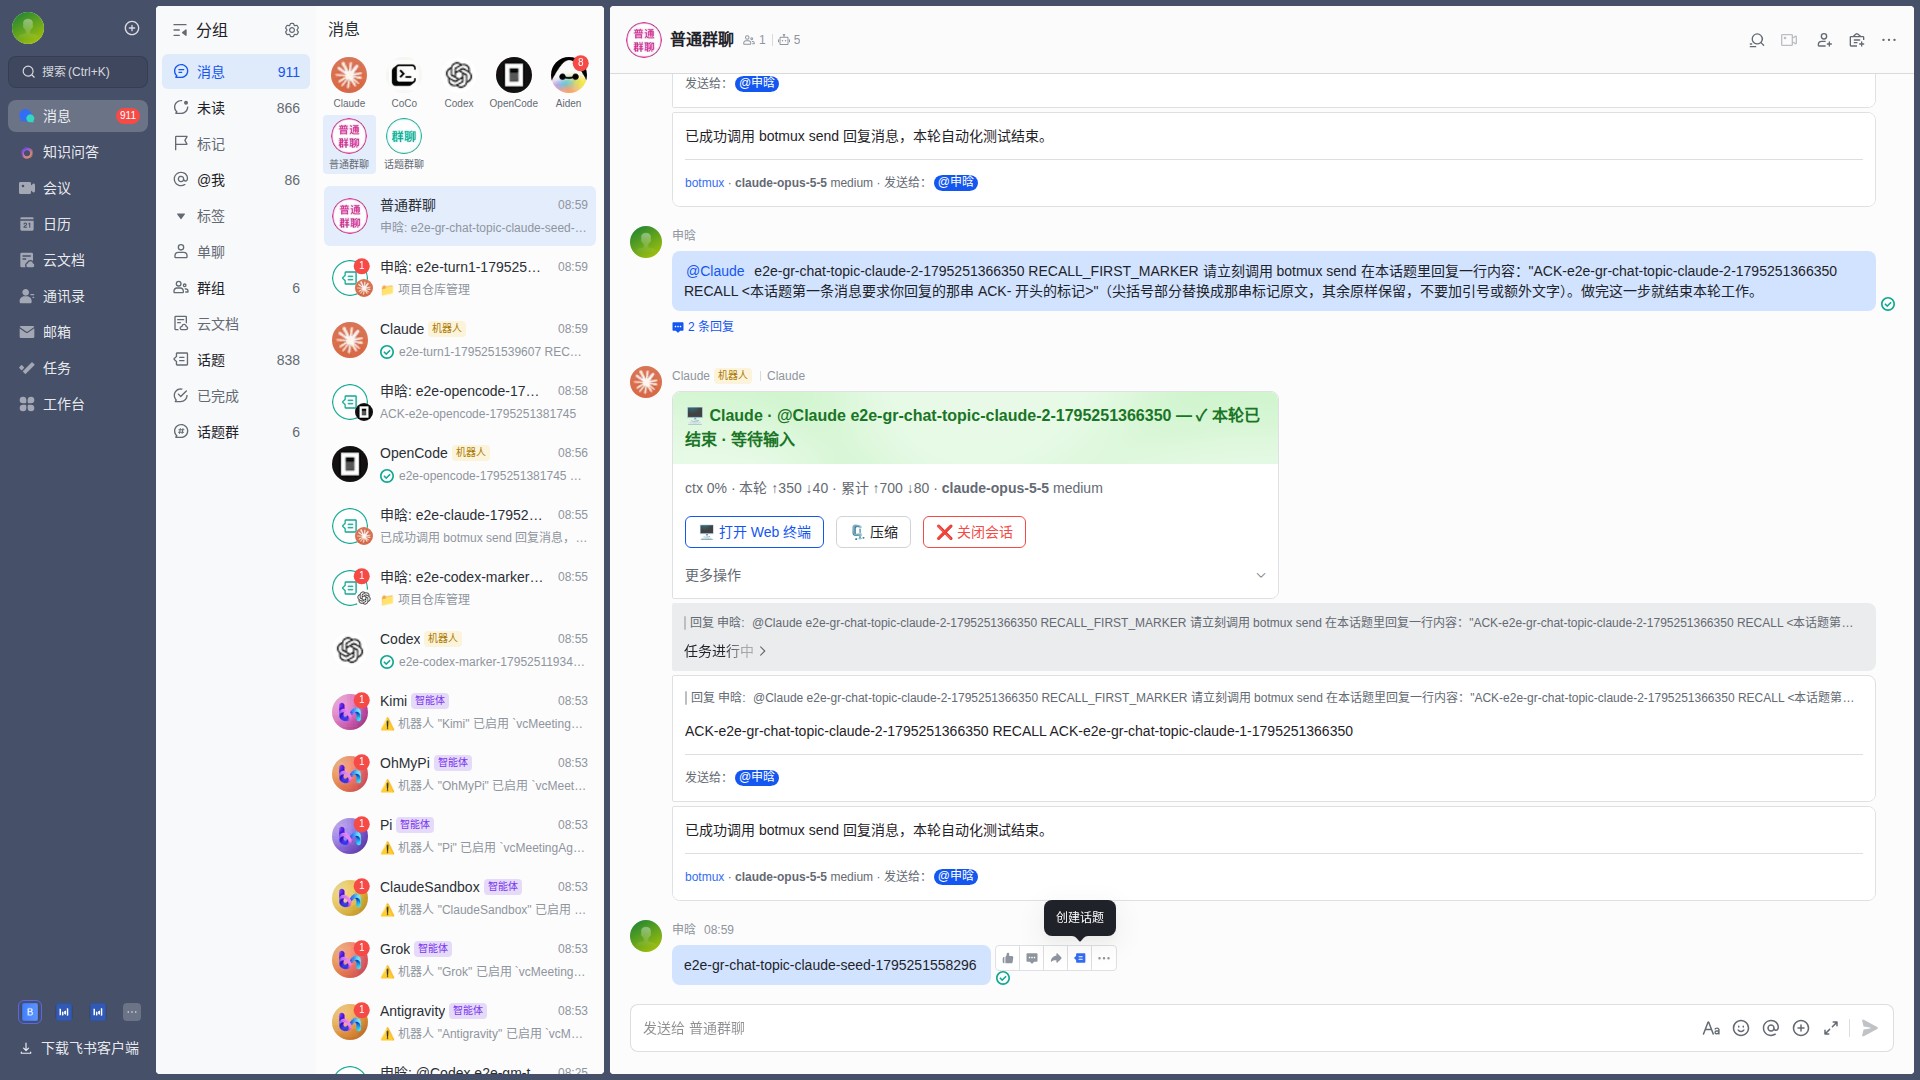 搜索 (Ctrl+K)
消息 911
知识问答
会议
日历
云文档
通讯录
邮箱
任务
工作台
下载飞书客户端
分组
消息 911
未读 866
标记
@我 86
标签
单聊
群组 6
云文档
话题 838
已完成
话题群 6
消息
Claude
CoCo
Codex
OpenCode
8
Aiden
普通群聊
普通群聊
群聊
话题群聊
普通群聊
普通群聊 08:59
申晗: e2e-gr-chat-topic-claude-seed-…
1
申晗: e2e-turn1-179525… 08:59
📁 项目仓库管理
Claude 机器人 08:59
e2e-turn1-1795251539607 REC…
申晗: e2e-opencode-17… 08:58
ACK-e2e-opencode-1795251381745
OpenCode 机器人 08:56
e2e-opencode-1795251381745 …
申晗: e2e-claude-17952… 08:55
已成功调用 botmux send 回复消息，…
1
申晗: e2e-codex-marker… 08:55
📁 项目仓库管理
Codex 机器人 08:55
e2e-codex-marker-17952511934…
1
Kimi 智能体 08:53
⚠️ 机器人 "Kimi" 已启用 `vcMeeting…
1
OhMyPi 智能体 08:53
⚠️ 机器人 "OhMyPi" 已启用 `vcMeet…
1
Pi 智能体 08:53
⚠️ 机器人 "Pi" 已启用 `vcMeetingAg…
1
ClaudeSandbox 智能体 08:53
⚠️ 机器人 "ClaudeSandbox" 已启用 …
1
Grok 智能体 08:53
⚠️ 机器人 "Grok" 已启用 `vcMeeting…
1
Antigravity 智能体 08:53
⚠️ 机器人 "Antigravity" 已启用 `vcM…
申晗: @Codex e2e-gm-t… 08:25
普通群聊
普通群聊 1 5
发送给： @申晗
已成功调用 botmux send 回复消息，本轮自动化测试结束。
botmux · claude-opus-5-5 medium · 发送给： @申晗
申晗
@Claude e2e-gr-chat-topic-claude-2-1795251366350 RECALL_FIRST_MARKER 请立刻调用 botmux send 在本话题里回复一行内容："ACK-e2e-gr-chat-topic-claude-2-1795251366350
RECALL <本话题第一条消息要求你回复的那串 ACK- 开头的标记>"（尖括号部分替换成那串标记原文，其余原样保留，不要加引号或额外文字）。做完这一步就结束本轮工作。
2 条回复
Claude 机器人 Claude
🖥️ Claude · @Claude e2e-gr-chat-topic-claude-2-1795251366350 — ✓ 本轮已
结束 · 等待输入
ctx 0% · 本轮 ↑350 ↓40 · 累计 ↑700 ↓80 · claude-opus-5-5 medium
🖥️ 打开 Web 终端 🗜️ 压缩 ❌ 关闭会话
更多操作
回复 申晗：@Claude e2e-gr-chat-topic-claude-2-1795251366350 RECALL_FIRST_MARKER 请立刻调用 botmux send 在本话题里回复一行内容："ACK-e2e-gr-chat-topic-claude-2-1795251366350 RECALL <本话题第…
任务进行中
回复 申晗：@Claude e2e-gr-chat-topic-claude-2-1795251366350 RECALL_FIRST_MARKER 请立刻调用 botmux send 在本话题里回复一行内容："ACK-e2e-gr-chat-topic-claude-2-1795251366350 RECALL <本话题第…
ACK-e2e-gr-chat-topic-claude-2-1795251366350 RECALL ACK-e2e-gr-chat-topic-claude-1-1795251366350
发送给： @申晗
已成功调用 botmux send 回复消息，本轮自动化测试结束。
botmux · claude-opus-5-5 medium · 发送给： @申晗
创建话题
申晗 08:59
e2e-gr-chat-topic-claude-seed-1795251558296
发送给 普通群聊